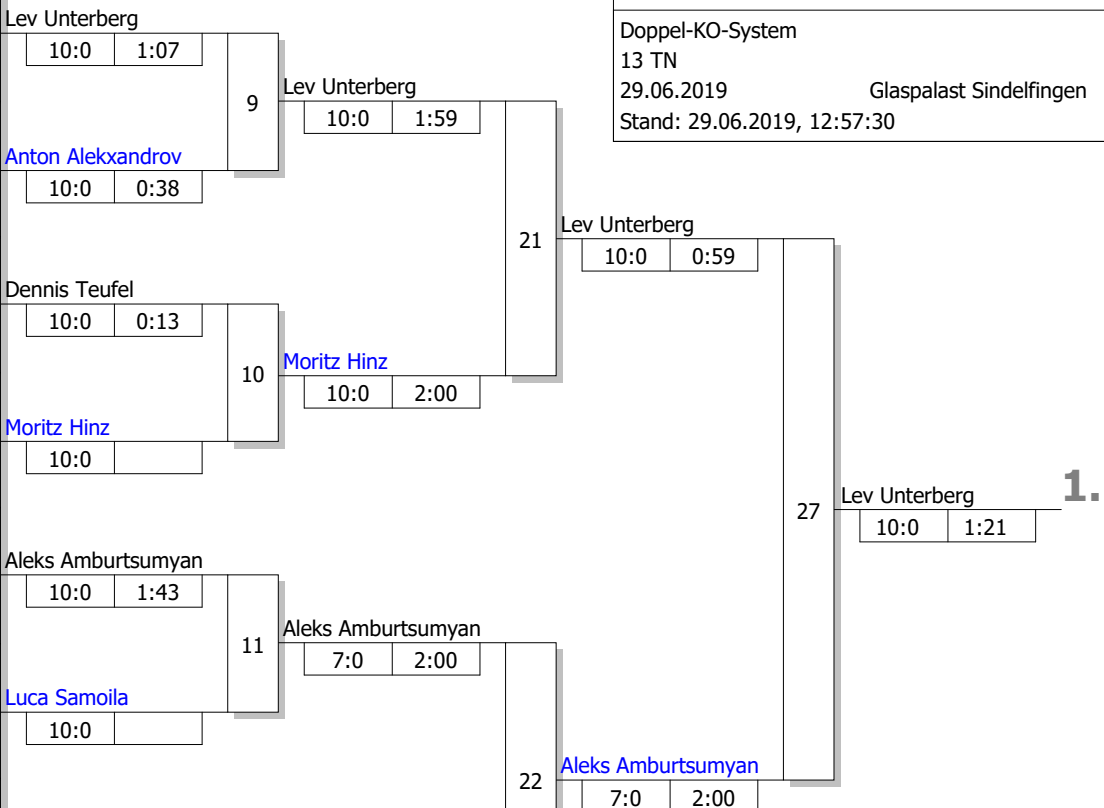 Lev Unterberg
10:0 1:07
9
Lev Unterberg
10:0 1:59
Anton Alekxandrov
10:0 0:38
Doppel-KO-System
13 TN
29.06.2019 Glaspalast Sindelfingen
Stand: 29.06.2019, 12:57:30
21
Lev Unterberg
10:0 0:59
Dennis Teufel
10:0 0:13
10
Moritz Hinz
10:0 2:00
Moritz Hinz
10:0
27
Lev Unterberg
1.
10:0 1:21
Aleks Amburtsumyan
10:0 1:43
11
Aleks Amburtsumyan
7:0 2:00
Luca Samoila
10:0
22
Aleks Amburtsumyan
7:0 2:00